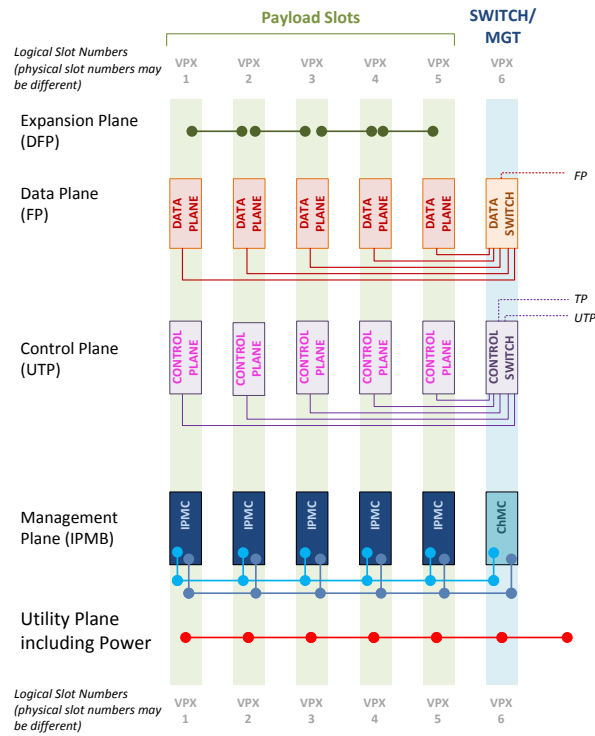 Payload Slots
SWITCH/
MGT
Logical Slot Numbers
(physical slot numbers may
be different)
VPX
1
VPX
2
VPX
3
VPX
4
VPX
5
VPX
6
Expansion Plane
(DFP)
Data Plane
(FP)
DATA
PLANE
DATA
PLANE
DATA
PLANE
DATA
PLANE
DATA
PLANE
DATA
SWITCH
FP
TP
UTP
Control Plane
(UTP)
CONTROL
PLANE
CONTROL
PLANE
CONTROL
PLANE
CONTROL
PLANE
CONTROL
PLANE
CONTROL
SWITCH
Management
Plane (IPMB)
IPMC
IPMC
IPMC
IPMC
IPMC
ChMC
Utility Plane
including Power
Logical Slot Numbers
(physical slot numbers may
be different)
VPX
1
VPX
2
VPX
3
VPX
4
VPX
5
VPX
6